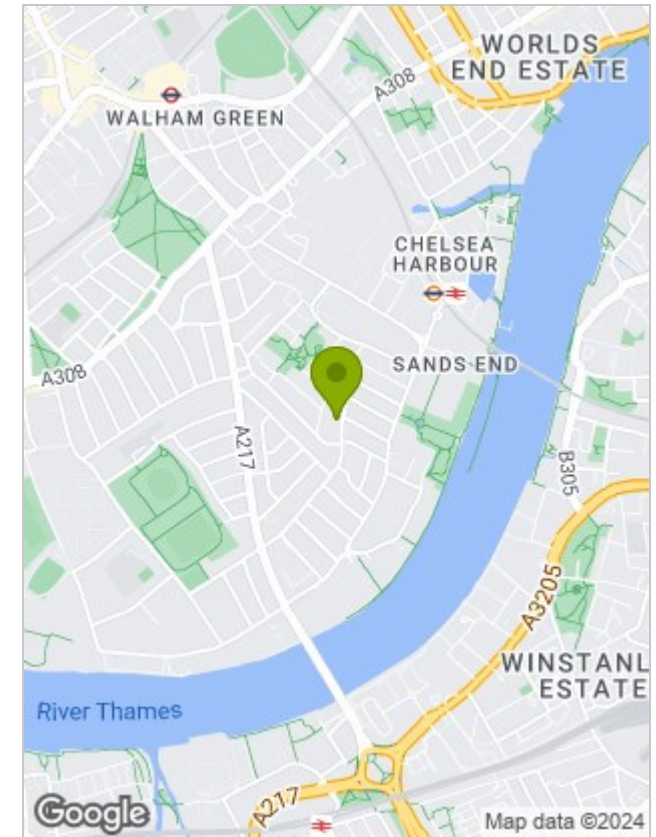 WORLDS
END ESTATE
A308
WALHAM GREEN
CHELSEA
HARBOUR
SANDS END
A308
A217
B305
A3205
WINSTANL
ESTATE
River Thames
A217
Google
Map data ©2024